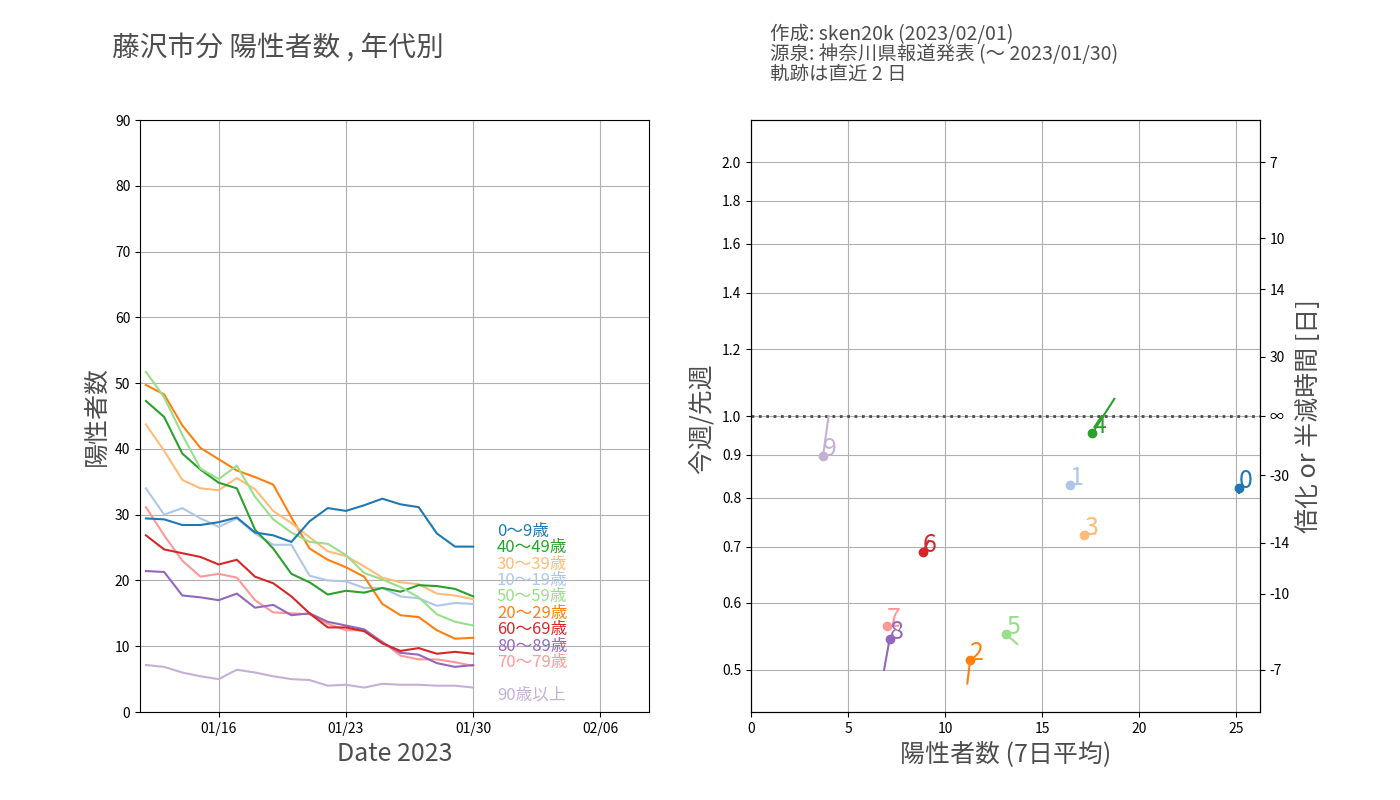 藤沢市分 陽性者数 , 年代別
作成: sken20k (2023/02/01)
源泉: 神奈川県報道発表 (〜 2023/01/30)
軌跡は直近 2 日
陽性者数
90
80
70
60
50
40
30
20
10
0
01/16
01/23
01/30
02/06
Date 2023
0〜9歳
40〜49歳
30〜39歳
10〜19歳
50〜59歳
20〜29歳
60〜69歳
80〜89歳
70〜79歳
90歳以上
今週/先週
2.0
1.8
1.6
1.4
1.2
1.0
0.9
0.8
0.7
0.6
0.5
9
4
1
0
3
6
7
8
5
2
0
5
10
15
20
25
陽性者数 (7日平均)
7
10
14
30
∞
-30
-14
-10
-7
倍化 or 半減時間 [日]